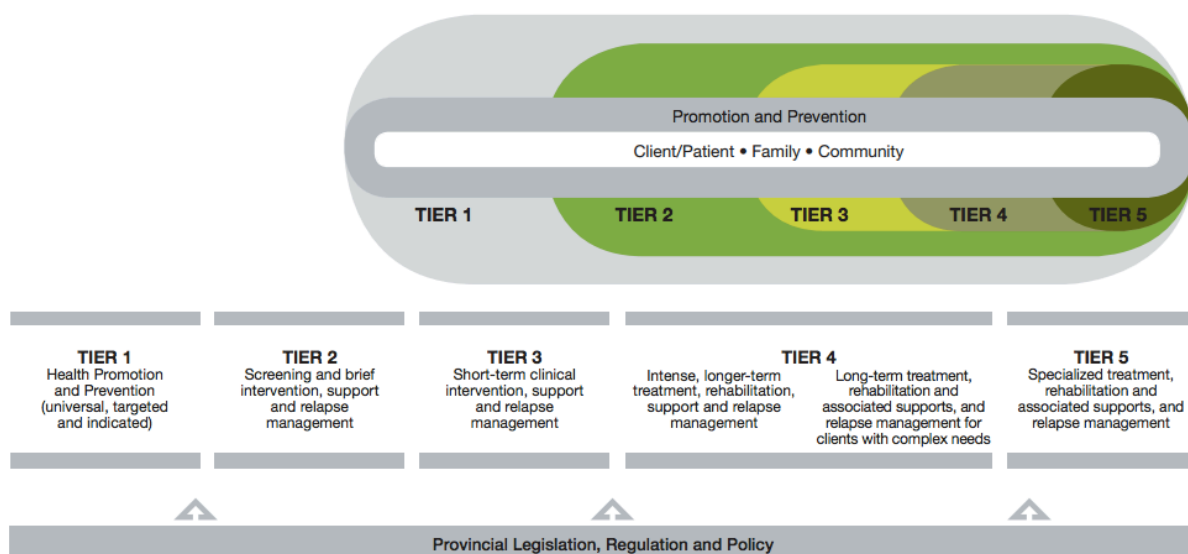 Promotion and Prevention
Client/Patient • Family • Community
TIER 1
TIER 2
TIER 3
TIER 4
TIER 5
TIER 1
Health Promotion
and Prevention
(universal, targeted
and indicated)
TIER 2
Screening and brief
intervention, support
and relapse
management
TIER 3
Short-term clinical
intervention, support
and relapse
management
TIER 4
Intense, longer-term
treatment, rehabilitation,
support and relapse
management
Long-term treatment,
rehabilitation and
associated supports, and
relapse management for
clients with complex needs
TIER 5
Specialized treatment,
rehabilitation and
associated supports, and
relapse management
Provincial Legislation, Regulation and Policy